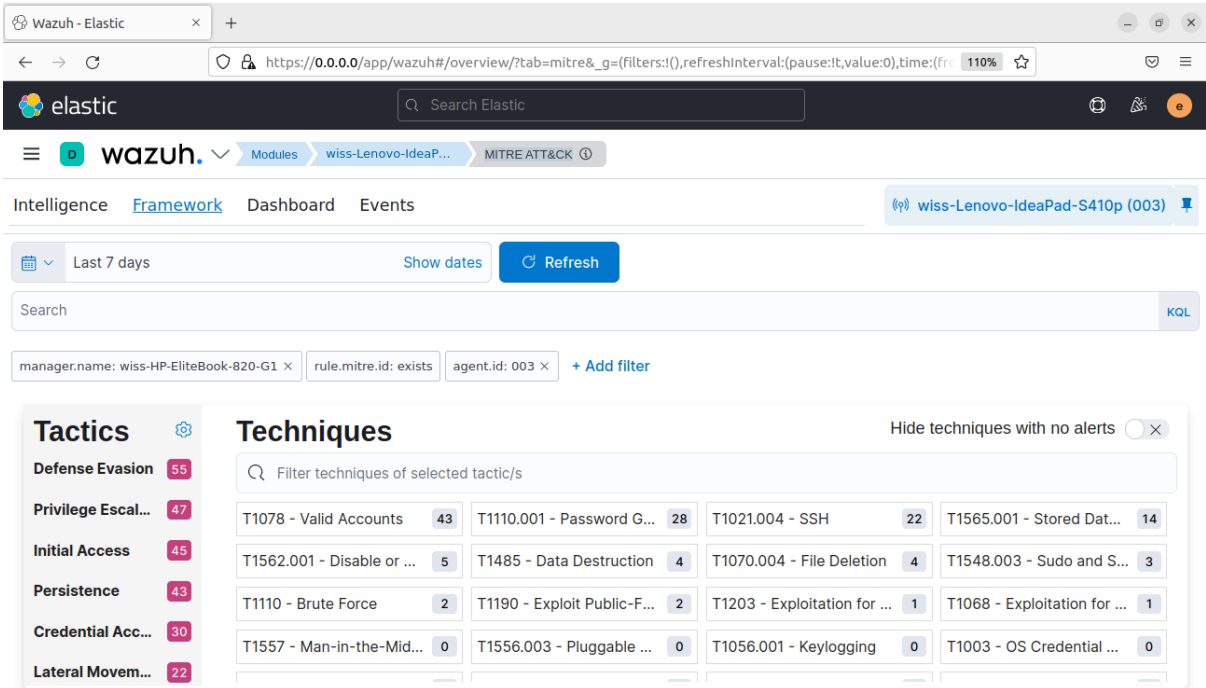 Wazuh - Elastic
https://0.0.0.0/app/wazuh#/overview/?tab=mitre&_g=(filters:!(),refreshInterval:(pause:!t,value:0),time:(frc 110%
elastic Search Elastic e
D wazuh. Modules wiss-Lenovo-IdeaP... MITRE ATT&CK
Intelligence Framework Dashboard Events wiss-Lenovo-IdeaPad-S410p (003)
Last 7 days Show dates Refresh
Search KQL
manager.name: wiss-HP-EliteBook-820-G1 × rule.mitre.id: exists agent.id: 003 × + Add filter
Tactics Techniques Hide techniques with no alerts
Defense Evasion 55 Filter techniques of selected tactic/s
Privilege Escal... 47 T1078 - Valid Accounts 43 T1110.001 - Password G... 28 T1021.004 - SSH 22 T1565.001 - Stored Dat... 14
Initial Access 45 T1562.001 - Disable or ... 5 T1485 - Data Destruction 4 T1070.004 - File Deletion 4 T1548.003 - Sudo and S... 3
Persistence 43 T1110 - Brute Force 2 T1190 - Exploit Public-F... 2 T1203 - Exploitation for ... 1 T1068 - Exploitation for ... 1
Credential Acc... 30 T1557 - Man-in-the-Mid... 0 T1556.003 - Pluggable ... 0 T1056.001 - Keylogging 0 T1003 - OS Credential ... 0
Lateral Movem... 22